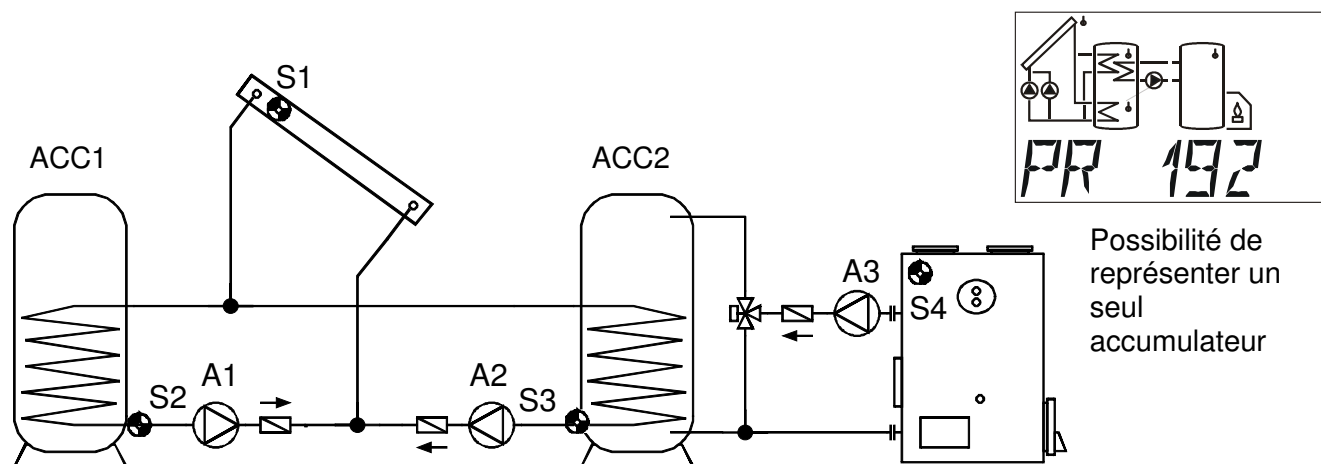 S1
ACC1
ACC2
PR 192
Possibilité de
représenter un
seul
accumulateur
A3
S4
S2
A1
A2
S3